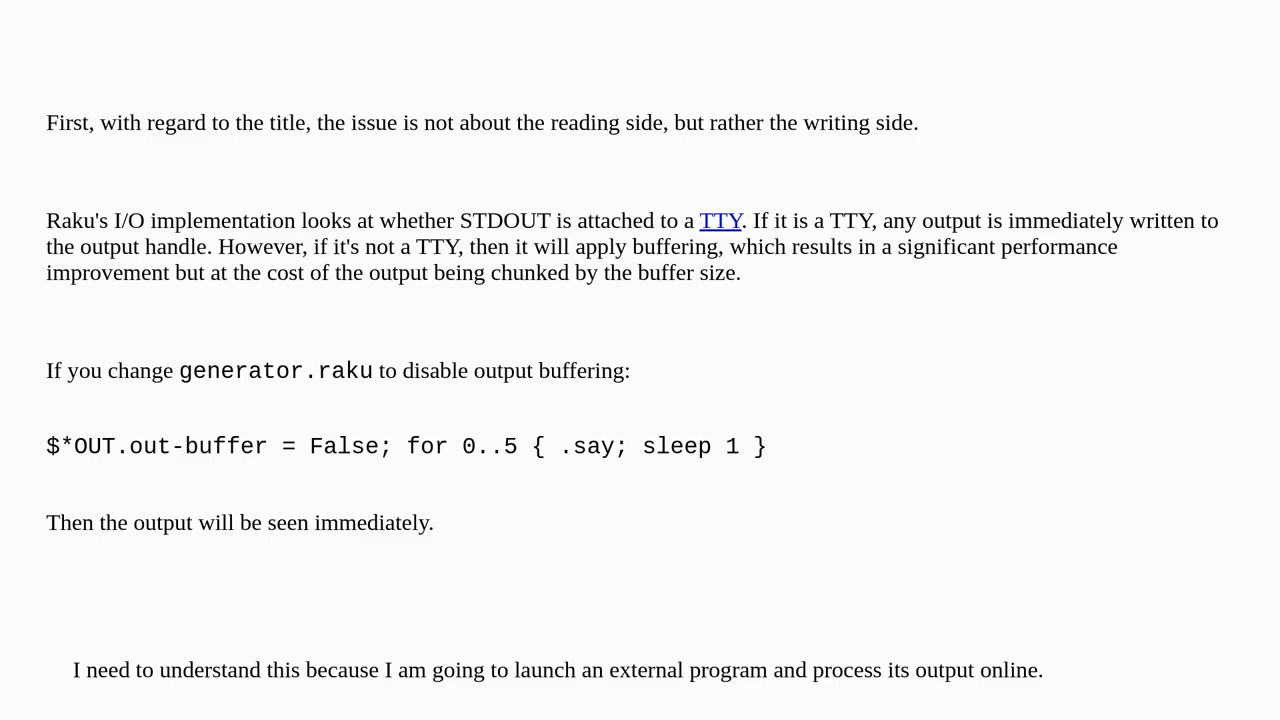 First, with regard to the title, the issue is not about the reading side, but rather the writing side.
Raku's I/O implementation looks at whether STDOUT is attached to a TTY. If it is a TTY, any output is immediately written to
the output handle. However, if it's not a TTY, then it will apply buffering, which results in a significant performance
improvement but at the cost of the output being chunked by the buffer size.
If you change generator.raku to disable output buffering:
$*OUT.out-buffer = False; for 0..5 { .say; sleep 1 }
Then the output will be seen immediately.
I need to understand this because I am going to launch an external program and process its output online.